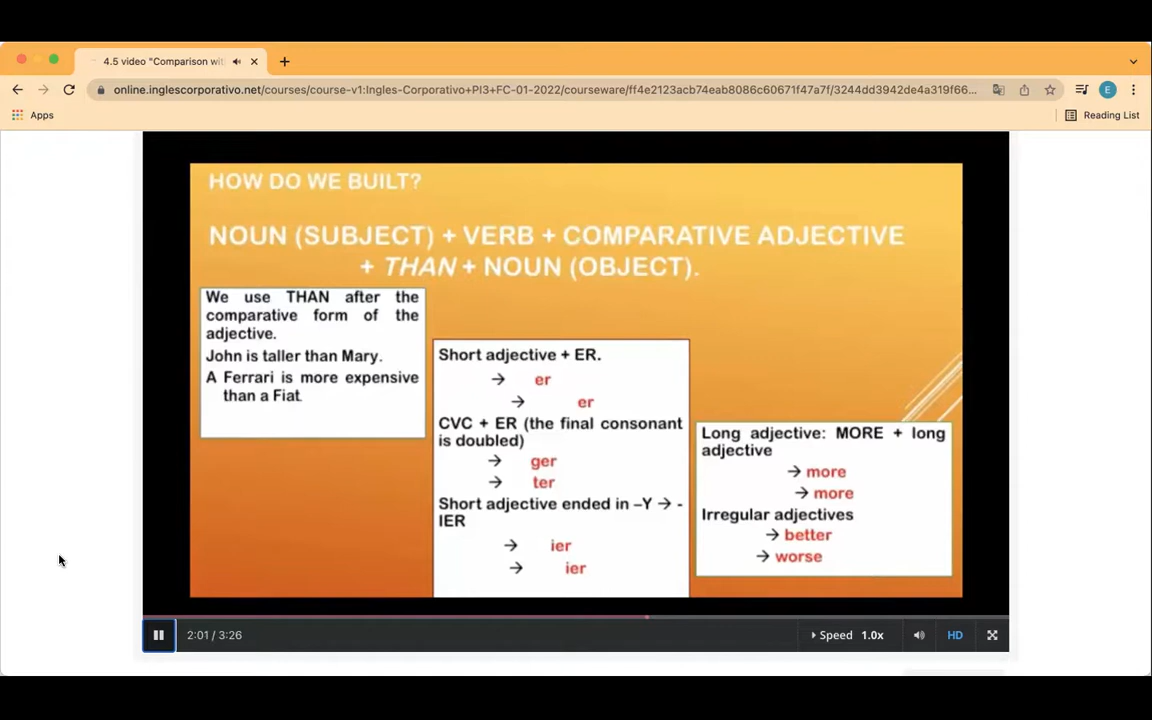 4.5 video "Comparison wit
online.inglescorporativo.net/courses/course-v1:Ingles-Corporativo+PI3+FC-01-2022/courseware/ff4e2123acb74eab8086c60671f47a7f/3244dd3942de4a319f66...
E
Apps
Reading List
HOW DO WE BUILT?
NOUN (SUBJECT) + VERB + COMPARATIVE ADJECTIVE
+ THAN + NOUN (OBJECT).
We use THAN after the
comparative form of the
adjective.
John is taller than Mary.
A Ferrari is more expensive
than a Fiat.
Short adjective + ER.
→ er
→ er
CVC + ER (the final consonant
is doubled)
→ ger
→ ter
Short adjective ended in –Y → -
IER
→ ier
→ ier
Long adjective: MORE + long
adjective
→ more
→ more
Irregular adjectives
→ better
→ worse
2:01 / 3:26
Speed 1.0x
HD